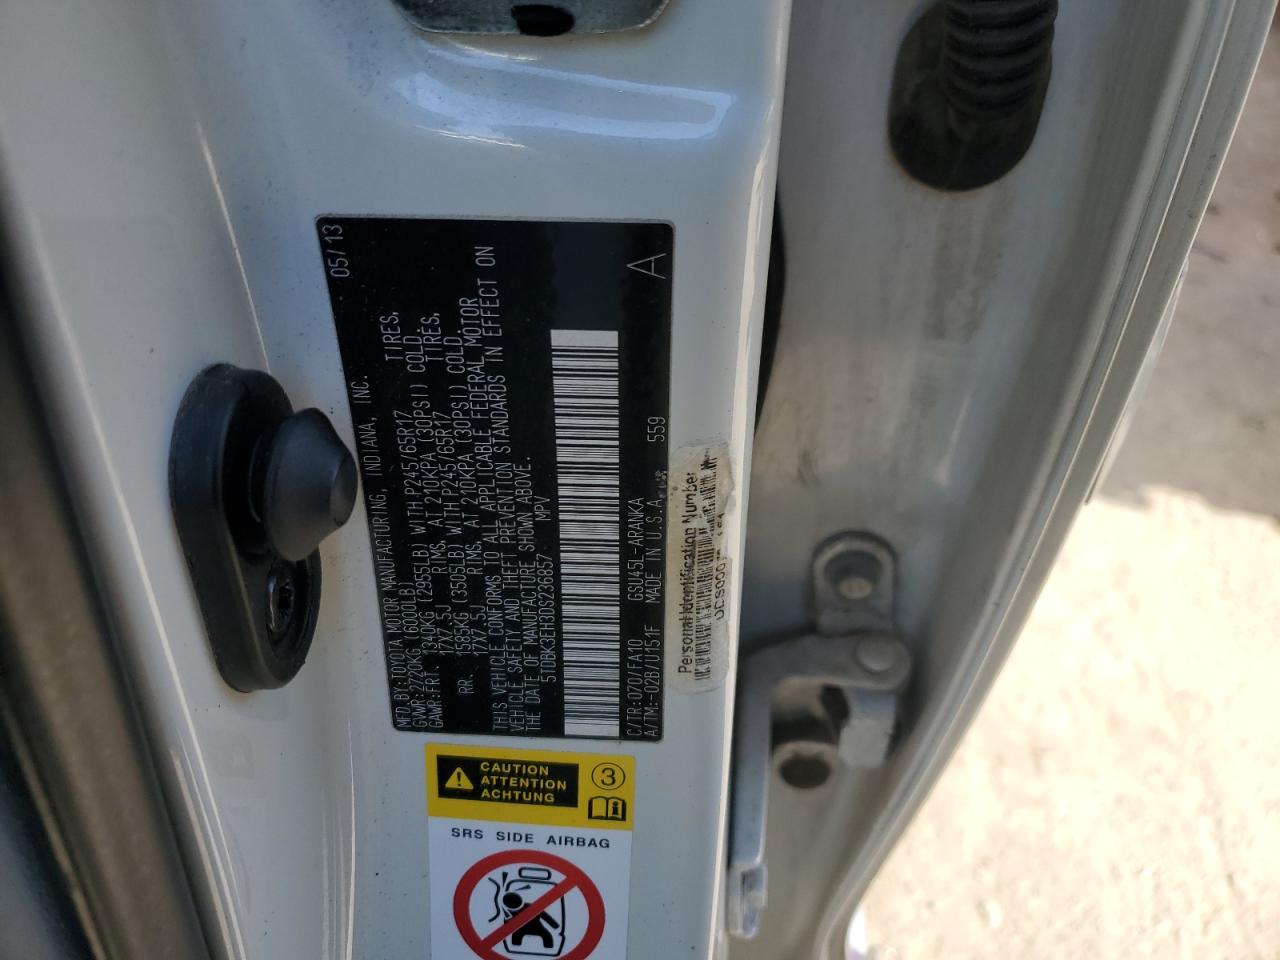 MFD. BY: TOYOTA MOTOR MANUFACTURING, INDIANA, INC. 05/13
GVWR: 2720KG (6000LB)
GAWR: FRT. 1340KG (2955LB) WITH P245/65R17 TIRES,
17X7.5J RIMS, AT 210KPA (30PSI) COLD.
RR. 1585KG (3505LB) WITH P245/65R17 TIRES,
17X7.5J RIMS, AT 210KPA (30PSI) COLD.
THIS VEHICLE CONFORMS TO ALL APPLICABLE FEDERAL MOTOR
VEHICLE SAFETY AND THEFT PREVENTION STANDARDS IN EFFECT ON
THE DATE OF MANUFACTURE SHOWN ABOVE.
5TDBK3EH3DS236857 MPV
C/TR:070/FA10 GSU45L-ARANKA
A/TM:-02B/U151F MADE IN U.S.A. 559 A
Personal Identification Number
CAUTION
ATTENTION
ACHTUNG
3
SRS SIDE AIRBAG